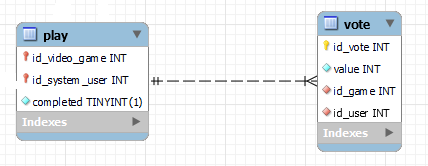 play
id_video_game INT
id_system_user INT
completed TINYINT(1)
Indexes
vote
id_vote INT
value INT
id_game INT
id_user INT
Indexes